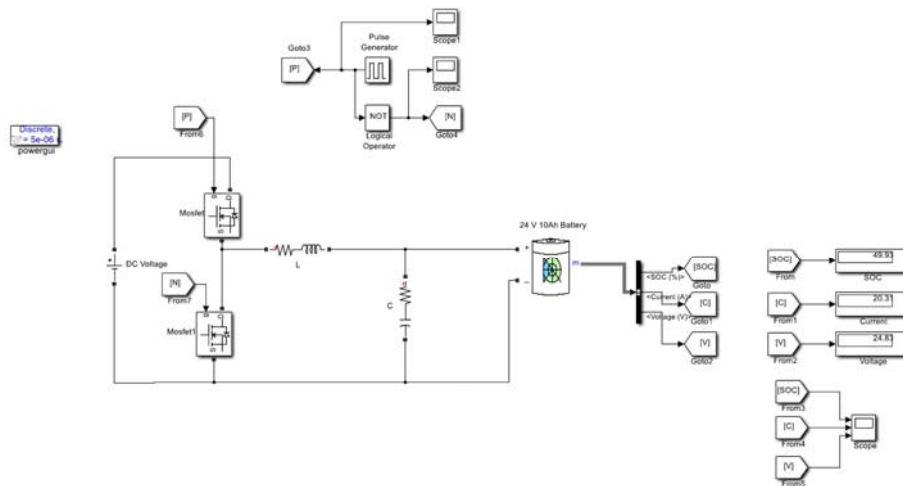 Goto3
[P]
Pulse
Generator
Scope1
Scope2
NOT
Logical
Operator
[N]
Goto4
[P]
From6
Discrete,
= 5e-06 s.
powergui
Mosfet
g
D
S
DC Voltage
[N]
From7
Mosfet1
g
D
S
L
C
24 V 10Ah Battery
+
_
m
<SOC (%)>
<Current (A)>
<Voltage (V)>
[SOC]
Goto
[C]
Goto1
[V]
Goto2
[SOC]
From
49.93
SOC
[C]
From1
20.31
Current
[V]
From2
24.83
Voltage
[SOC]
From3
[C]
From4
[V]
From5
Scope